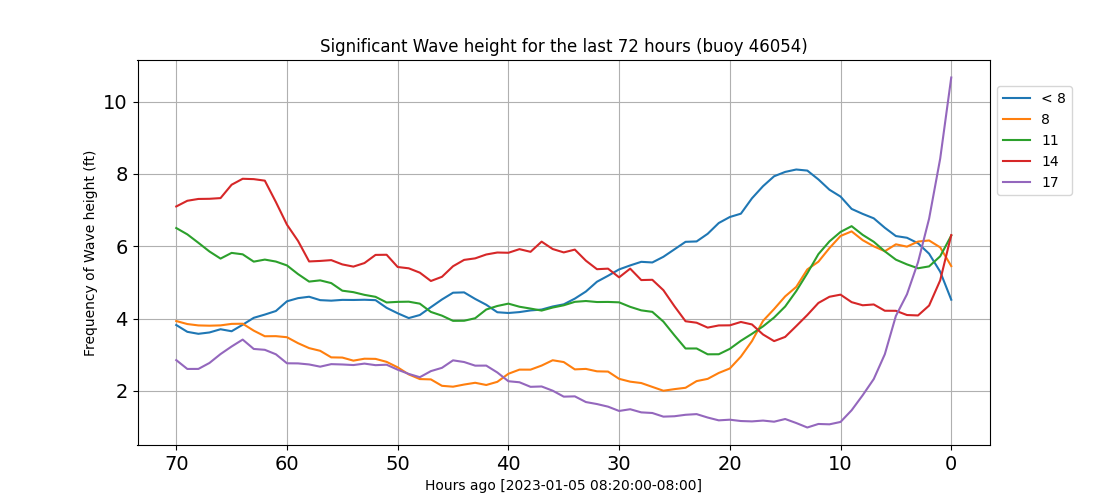 Significant Wave height for the last 72 hours (buoy 46054)
Frequency of Wave height (ft)
10
8
6
4
2
70 60 50 40 30 20 10 0
Hours ago [2023-01-05 08:20:00-08:00]
< 8
8
11
14
17